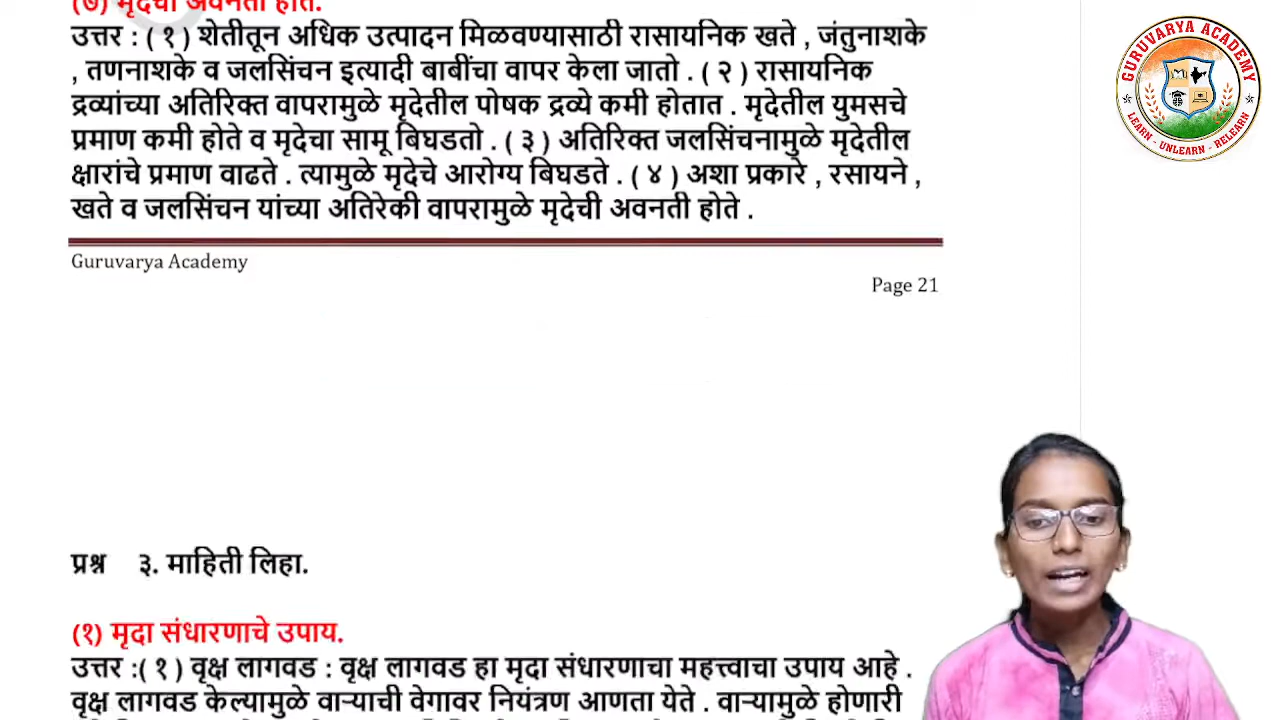 (७) मृदेची अवनती होते.
उत्तर : ( १ ) शेतीतून अधिक उत्पादन मिळवण्यासाठी रासायनिक खते , जंतुनाशके
, तणनाशके व जलसिंचन इत्यादी बाबींचा वापर केला जातो . ( २ ) रासायनिक
द्रव्यांच्या अतिरिक्त वापरामुळे मृदेतील पोषक द्रव्ये कमी होतात . मृदेतील युमसचे
प्रमाण कमी होते व मृदेचा सामू बिघडतो . ( ३ ) अतिरिक्त जलसिंचनामुळे मृदेतील
क्षारांचे प्रमाण वाढते . त्यामुळे मृदेचे आरोग्य बिघडते . ( ४ ) अशा प्रकारे , रसायने ,
खते व जलसिंचन यांच्या अतिरेकी वापरामुळे मृदेची अवनती होते .
Guruvarya Academy
Page 21
प्रश्न ३. माहिती लिहा.
(१) मृदा संधारणाचे उपाय.
उत्तर :( १ ) वृक्ष लागवड : वृक्ष लागवड हा मृदा संधारणाचा महत्त्वाचा उपाय आहे .
वृक्ष लागवड केल्यामुळे वाऱ्याची वेगावर नियंत्रण आणता येते . वाऱ्यामुळे होणारी
GURUVARYA ACADEMY
LEARN - UNLEARN - RELEARN